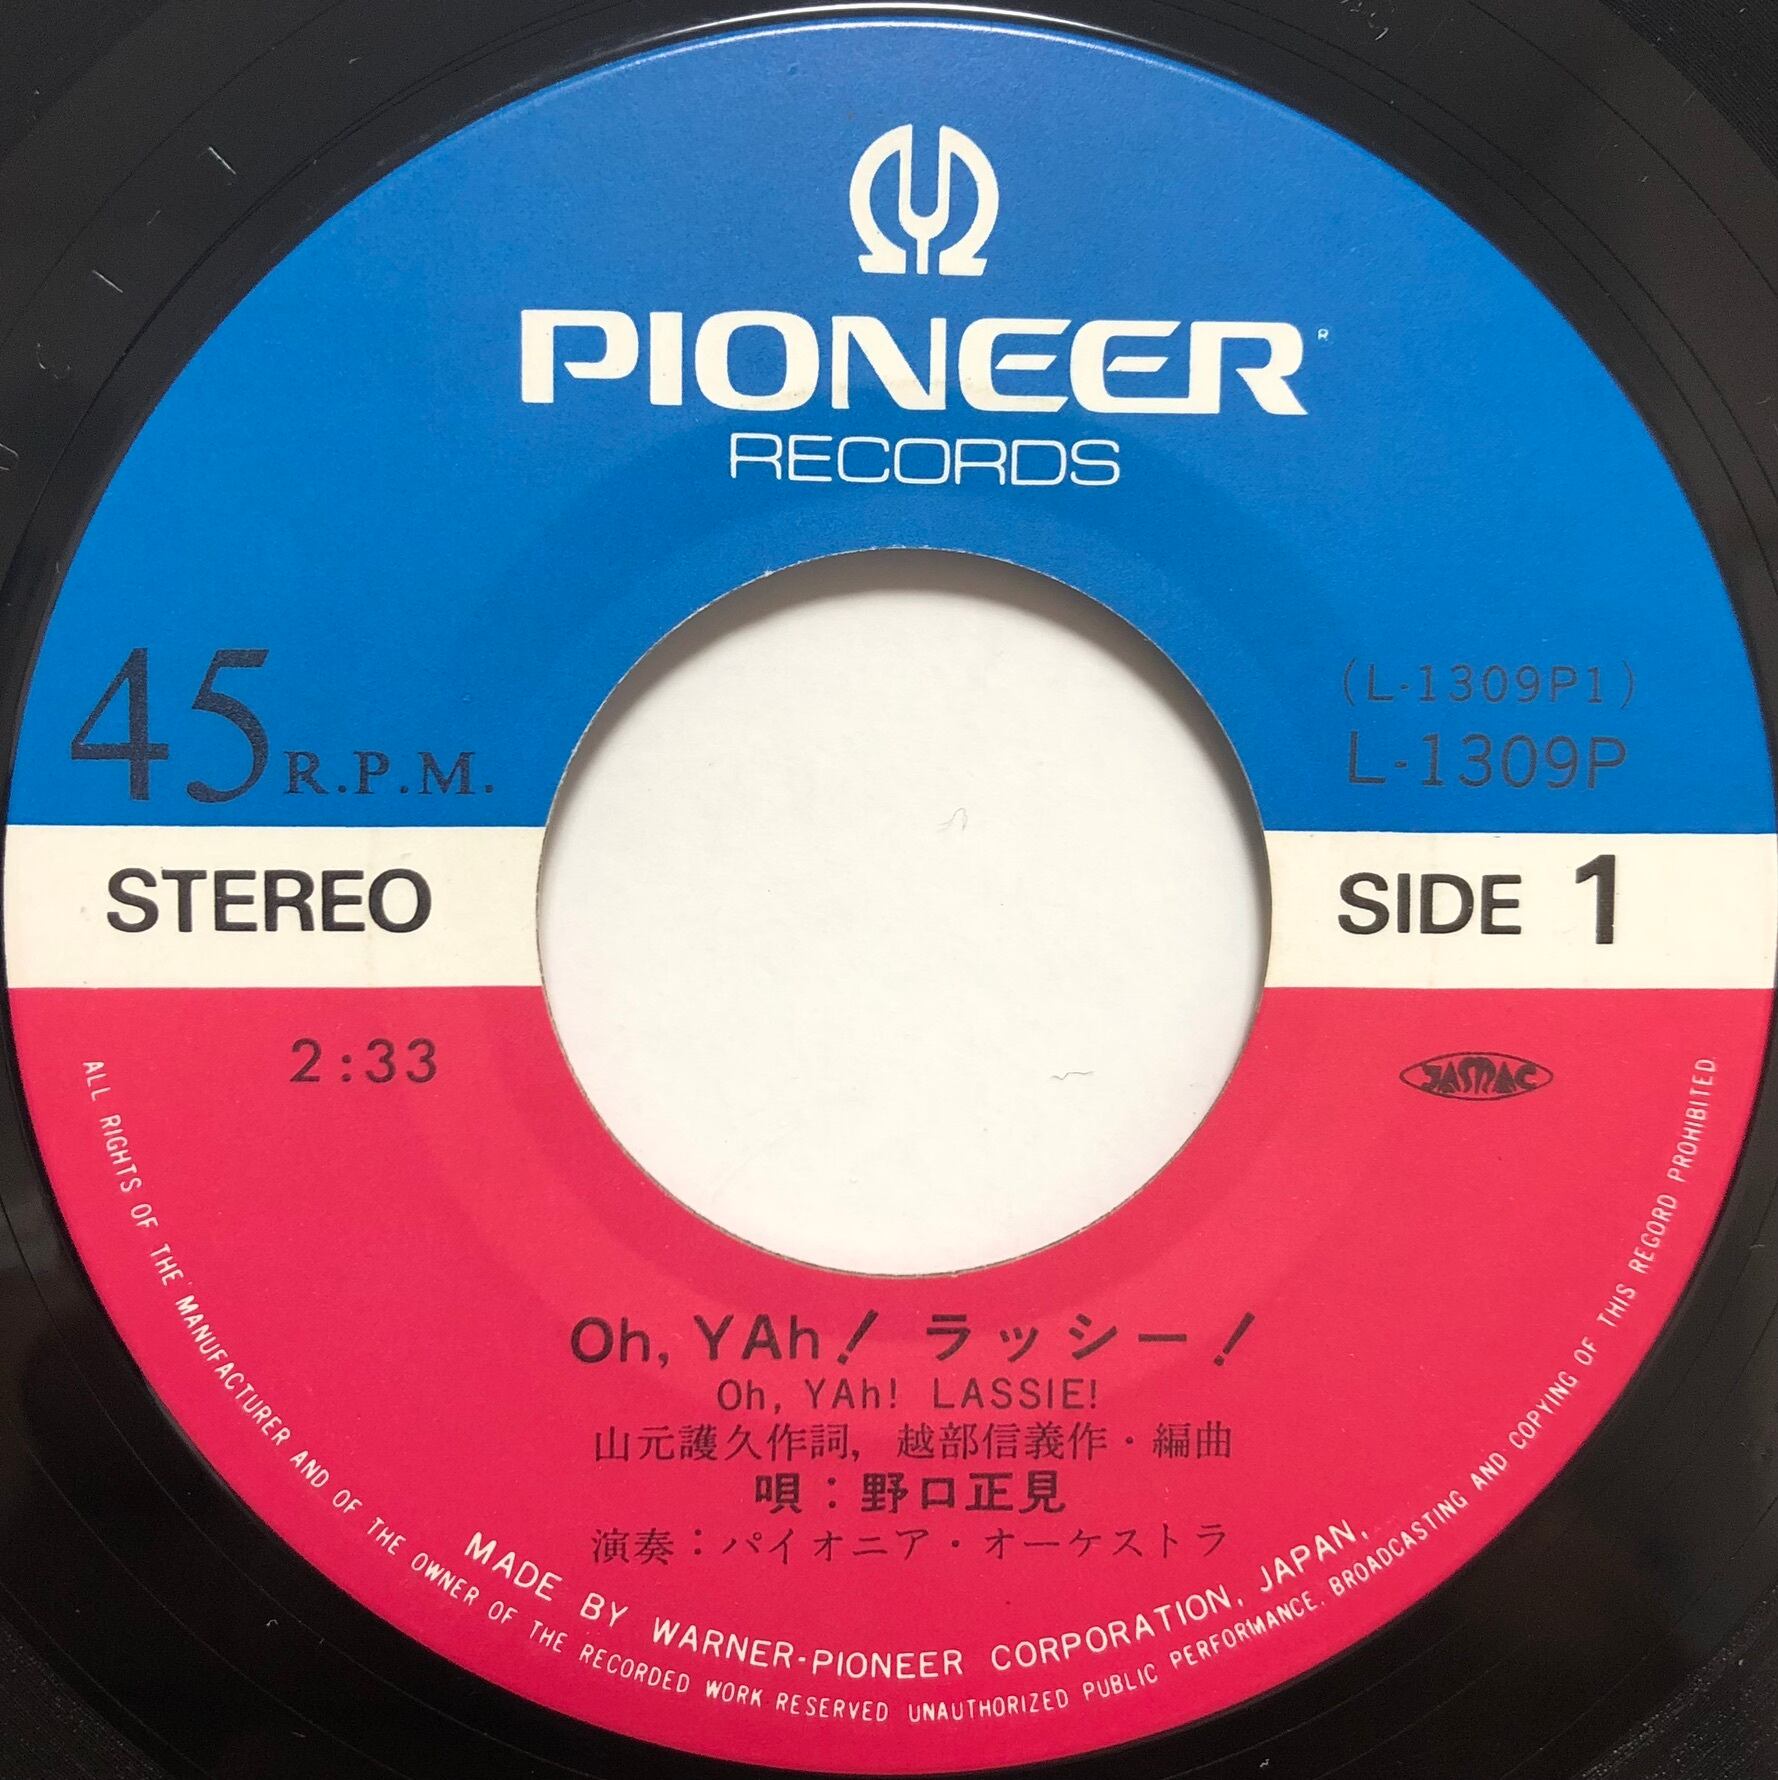 PIONEER®
RECORDS
45 R.P.M.
(L-1309P1)
L-1309P
STEREO
SIDE 1
2:33
JASRAC
Oh, YAh! ラッシー!
Oh, YAh! LASSIE!
山元護久作詞, 越部信義作・編曲
唄:野口正見
演奏:パイオニア・オーケストラ
MADE BY WARNER-PIONEER CORPORATION, JAPAN,
ALL RIGHTS OF THE MANUFACTURER AND OF THE OWNER OF THE RECORDED WORK RESERVED UNAUTHORIZED PUBLIC PERFORMANCE, BROADCASTING AND COPYING OF THIS RECORD PROHIBITED